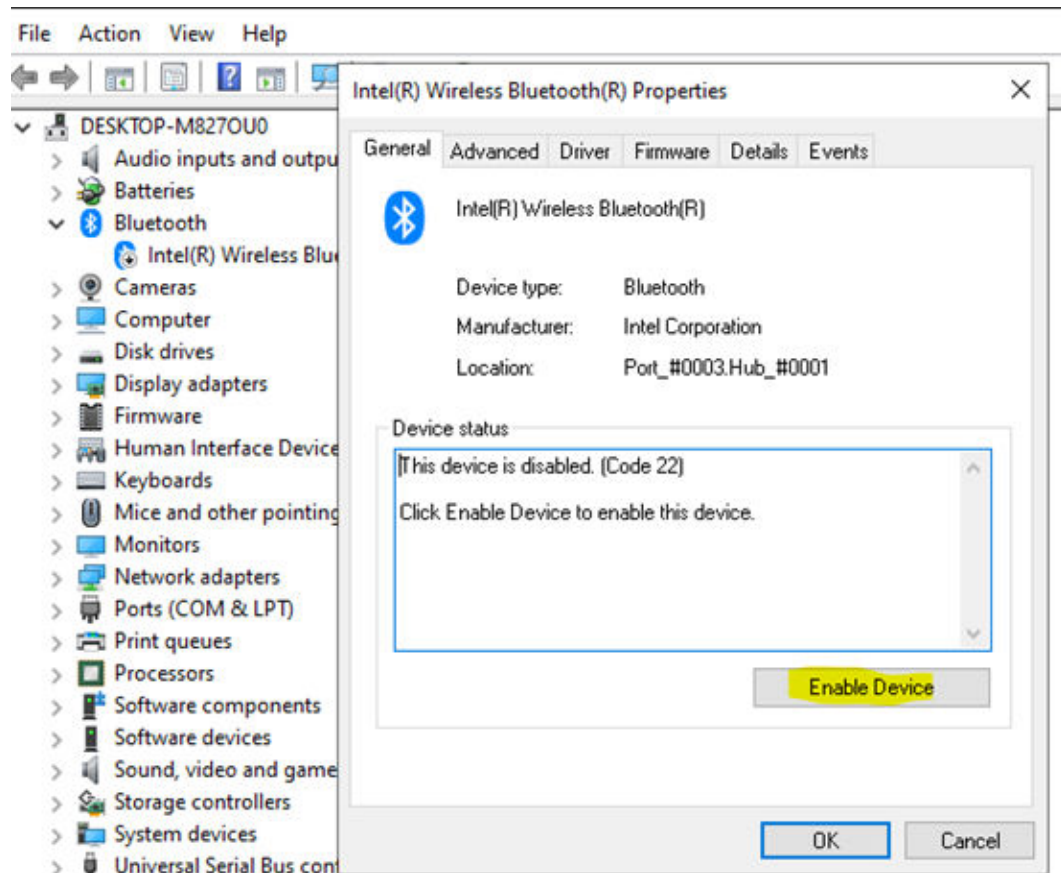 File Action View Help
DESKTOP-M827OU0
Audio inputs and outpu
Batteries
Bluetooth
Intel(R) Wireless Blue
Cameras
Computer
Disk drives
Display adapters
Firmware
Human Interface Device
Keyboards
Mice and other pointing
Monitors
Network adapters
Ports (COM & LPT)
Print queues
Processors
Software components
Software devices
Sound, video and game
Storage controllers
System devices
Universal Serial Bus cont
Intel(R) Wireless Bluetooth(R) Properties
General Advanced Driver Firmware Details Events
Intel(R) Wireless Bluetooth(R)
Device type: Bluetooth
Manufacturer: Intel Corporation
Location: Port_#0003.Hub_#0001
Device status
This device is disabled. (Code 22)
Click Enable Device to enable this device.
Enable Device
OK Cancel